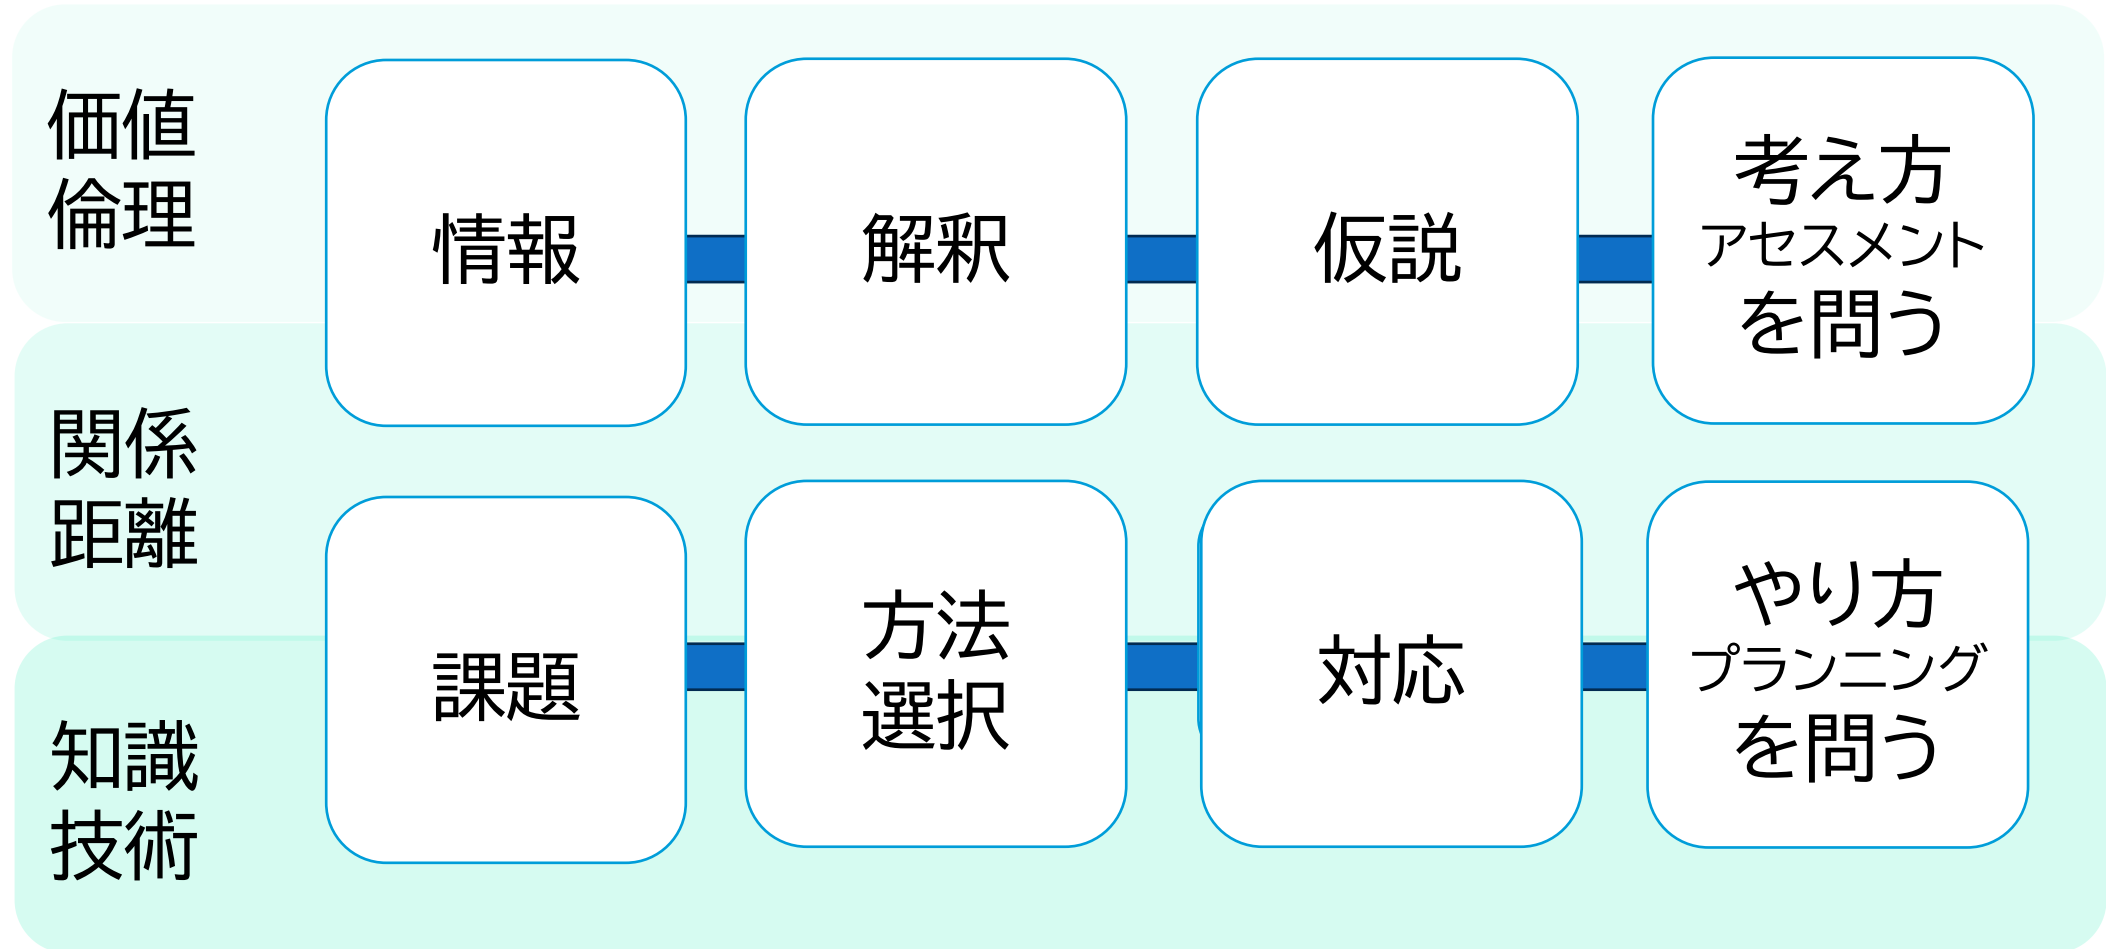 価値
倫理
情報
解釈
仮説
考え方
アセスメント
を問う
関係
距離
課題
方法
選択
対応
やり方
プランニング
を問う
知識
技術